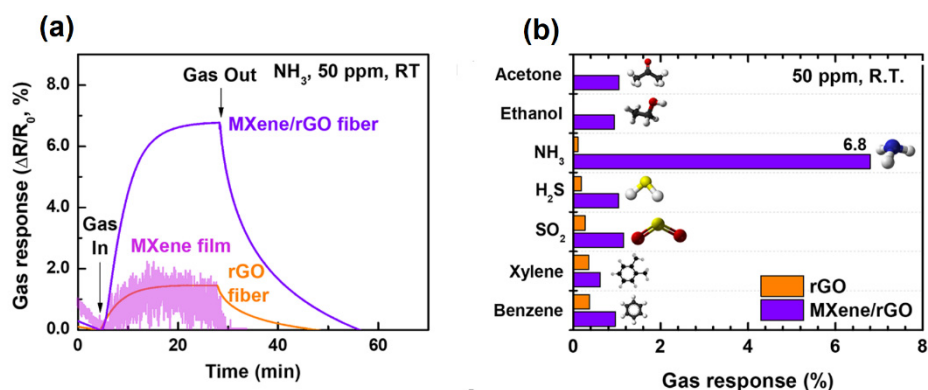 (a)
Gas response (ΔR/R₀, %)
8.0
6.0
4.0
2.0
0.0
NH₃, 50 ppm, RT
Gas Out
MXene/rGO fiber
Gas
In
MXene film
rGO
fiber
0 20 40 60
Time (min)
(b)
50 ppm, R.T.
Acetone
Ethanol
NH₃
6.8
H₂S
SO₂
Xylene
Benzene
rGO
MXene/rGO
0 2 4 6 8
Gas response (%)